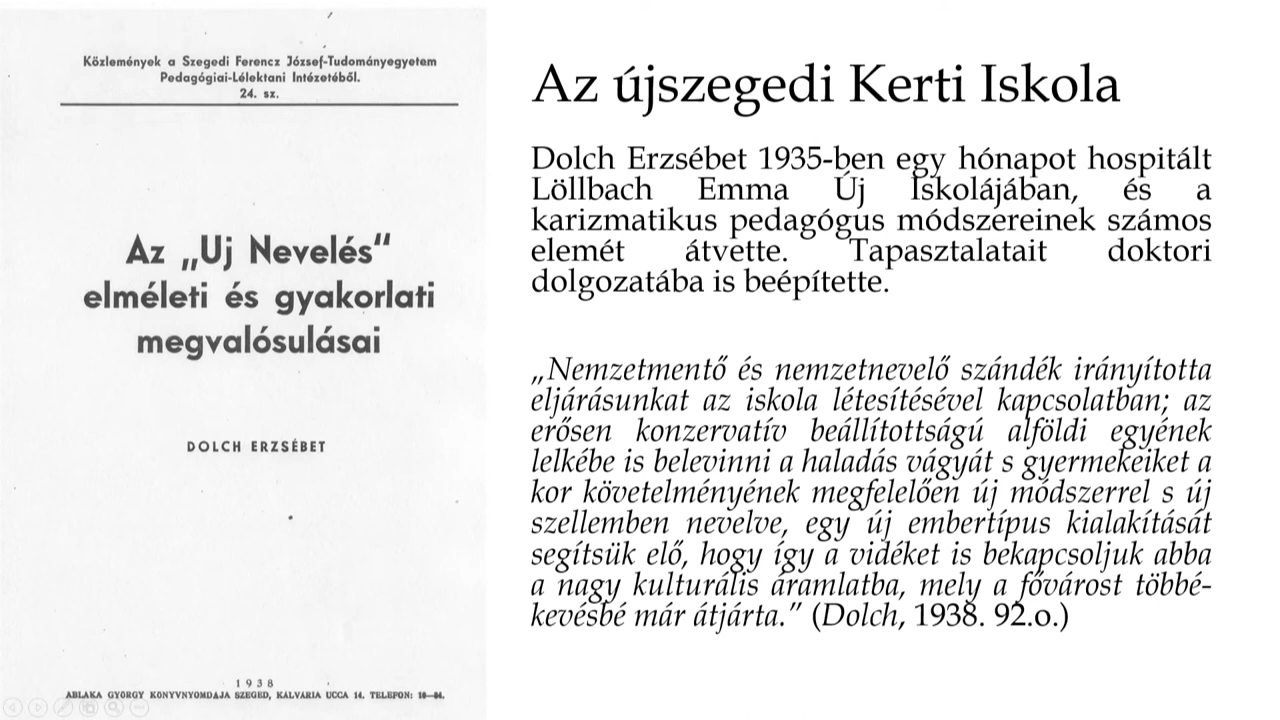 Közlemények a Szegedi Ferencz József-Tudományegyetem
Pedagógiai-Lélektani Intézetéből.
24. sz.
Az „Uj Nevelés“
elméleti és gyakorlati
megvalósulásai
DOLCH ERZSÉBET
1938
ABLAKA GYÖRGY KONYVNYOMDAJA SZEGED, KALVARIA UCCA 14. TELEFON:
Az újszegedi Kerti Iskola
Dolch Erzsébet 1935-ben egy hónapot hospitált
Löllbach Emma Új Iskolájában, és a
karizmatikus pedagógus módszereinek számos
elemét átvette. Tapasztalatait doktori
dolgozatába is beépítette.
„Nemzetmentő és nemzetnevelő szándék irányította
eljárásunkat az iskola létesítésével kapcsolatban; az
erősen konzervatív beállítottságú alföldi egyének
lelkébe is belevinni a haladás vágyát s gyermekeiket a
kor követelményének megfelelően új módszerrel s új
szellemben nevelve, egy új embertípus kialakítását
segítsük elő, hogy így a vidéket is bekapcsoljuk abba
a nagy kulturális áramlatba, mely a fővárost többé-
kevésbé már átjárta.” (Dolch, 1938. 92.o.)